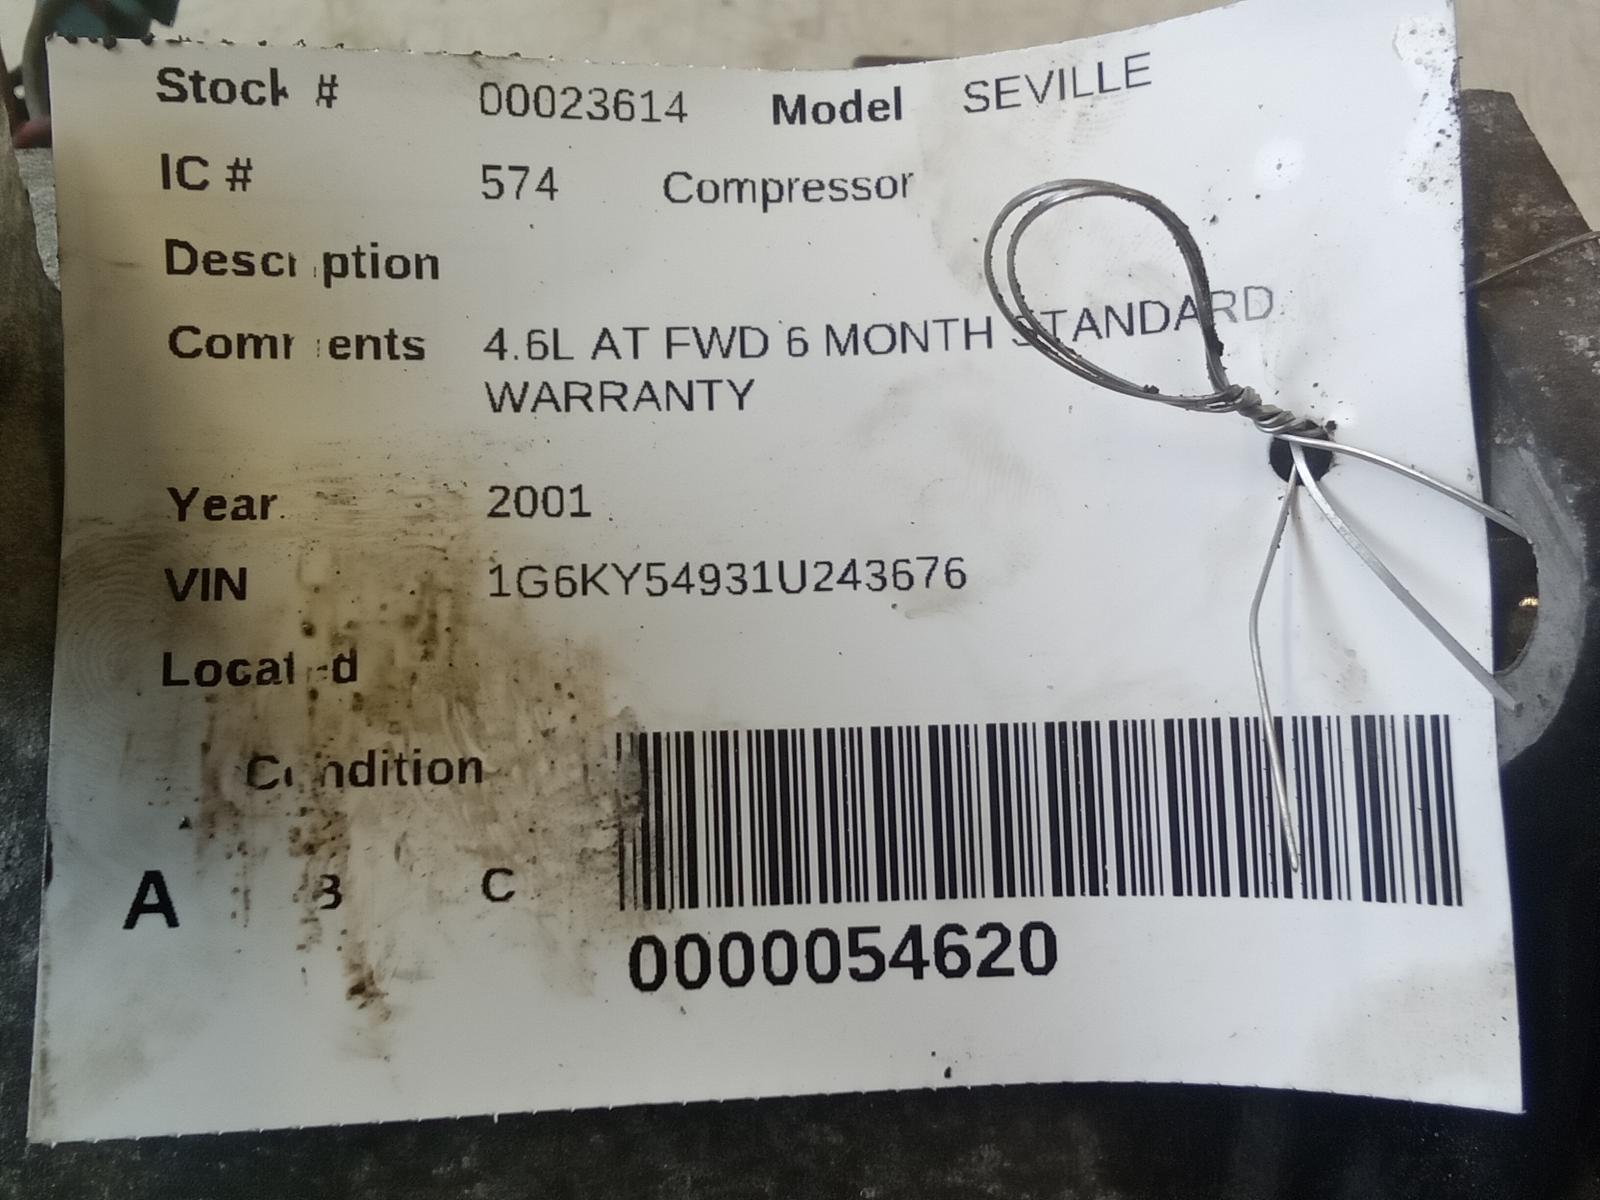 Stock # 00023614 Model SEVILLE
IC # 574 Compressor
Description
Comments 4.6L AT FWD 6 MONTH STANDARD
WARRANTY
Year 2001
VIN 1G6KY54931U243676
Located
Condition
A B C
0000054620